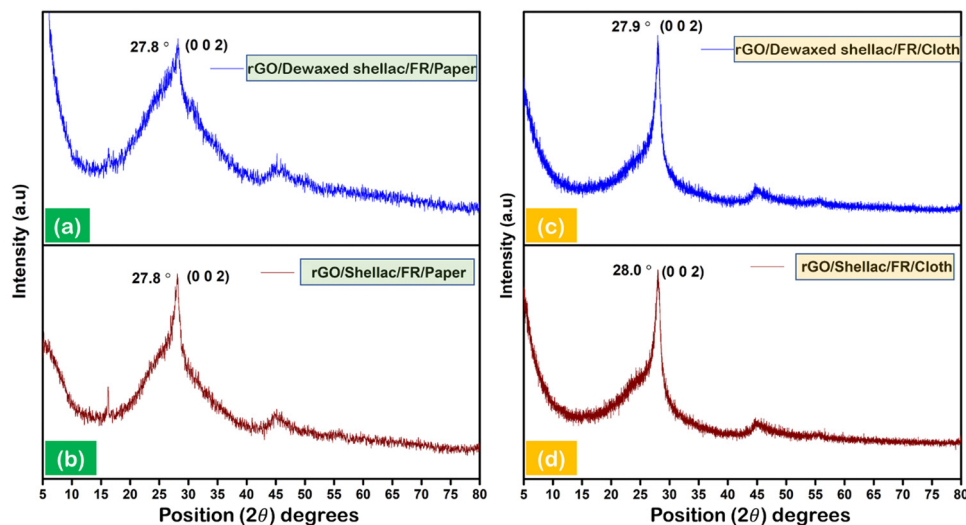 27.8 ° (0 0 2)
rGO/Dewaxed shellac/FR/Paper
(a)
27.8 ° (0 0 2)
rGO/Shellac/FR/Paper
(b)
5 10 15 20 25 30 35 40 45 50 55 60 65 70 75 80
Position (2θ) degrees
Intensity (a.u)
27.9 ° (0 0 2)
rGO/Dewaxed shellac/FR/Cloth
(c)
28.0 ° (0 0 2)
rGO/Shellac/FR/Cloth
(d)
5 10 15 20 25 30 35 40 45 50 55 60 65 70 75 80
Position (2θ) degrees
Intensity (a.u)